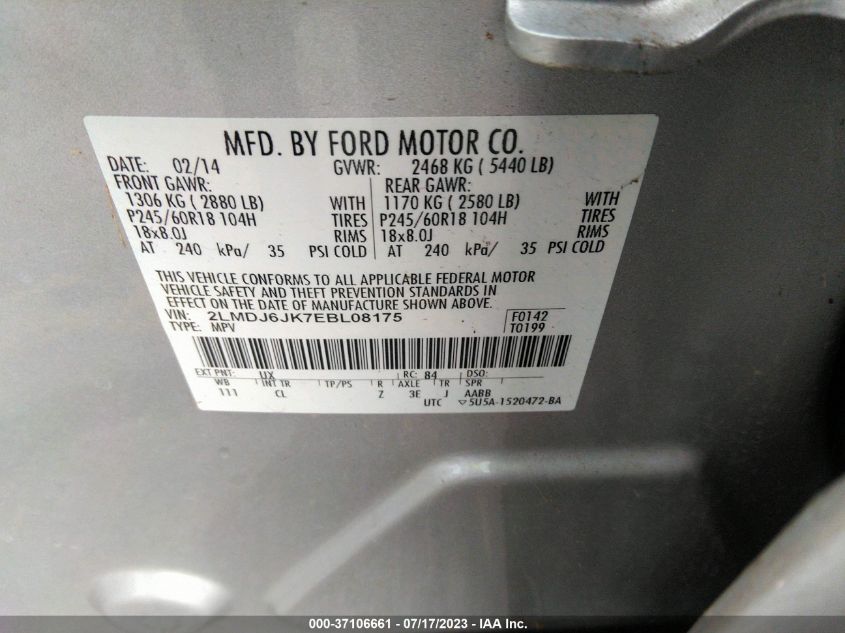 MFD. BY FORD MOTOR CO.
DATE: 02/14 GVWR: 2468 KG ( 5440 LB)
FRONT GAWR: REAR GAWR:
1306 KG ( 2880 LB) WITH 1170 KG ( 2580 LB) WITH
P245/60R18 104H TIRES P245/60R18 104H TIRES
18x8.0J RIMS 18x8.0J RIMS
AT 240 kPa/ 35 PSI COLD AT 240 kPa/ 35 PSI COLD
THIS VEHICLE CONFORMS TO ALL APPLICABLE FEDERAL MOTOR
VEHICLE SAFETY AND THEFT PREVENTION STANDARDS IN
EFFECT ON THE DATE OF MANUFACTURE SHOWN ABOVE.
VIN: 2LMDJ6JK7EBL08175 F0142
TYPE: MPV T0199
EXT PNT: UX RC: 84 DSO:
WB INT TR TP/PS R AXLE TR SPR
111 CL Z 3E J AABB
UTC ▽5U5A-1520472-BA
000-37106661 - 07/17/2023 - IAA Inc.